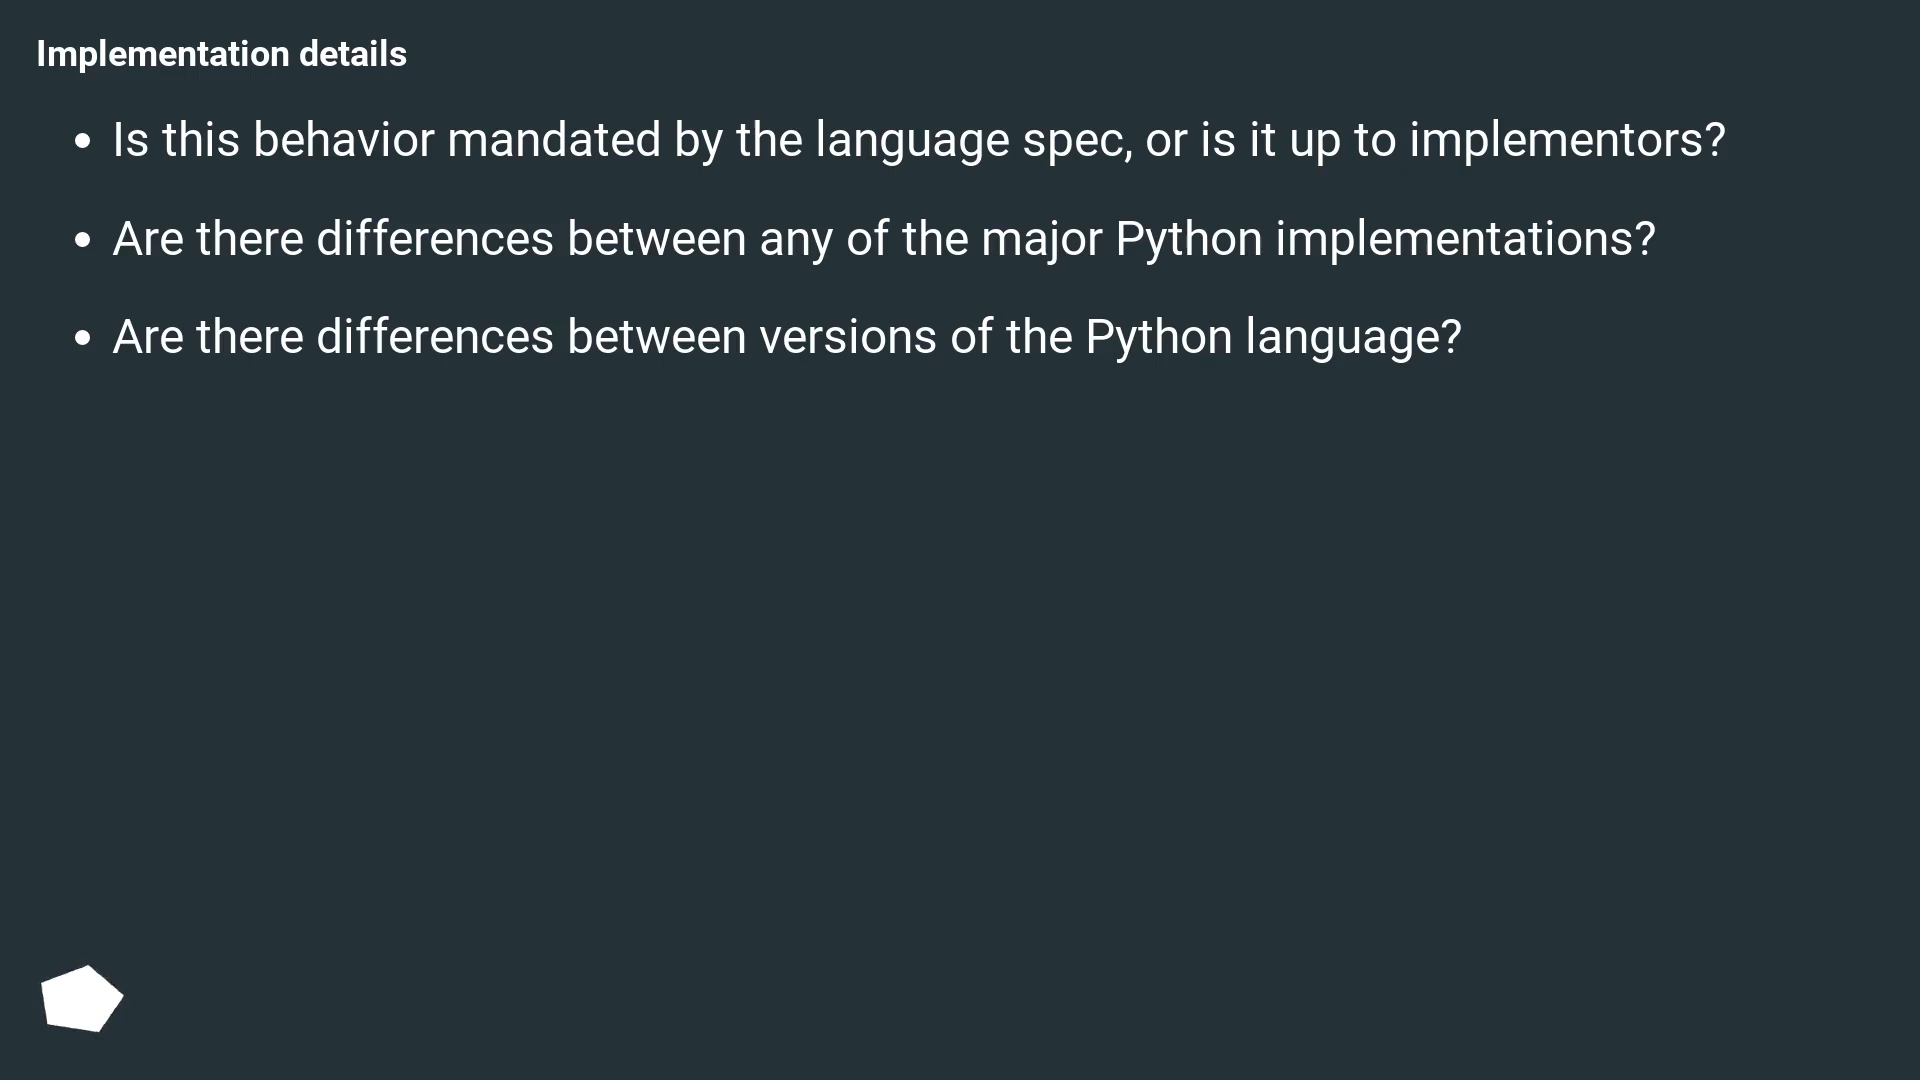 Implementation details
• Is this behavior mandated by the language spec, or is it up to implementors?
• Are there differences between any of the major Python implementations?
• Are there differences between versions of the Python language?